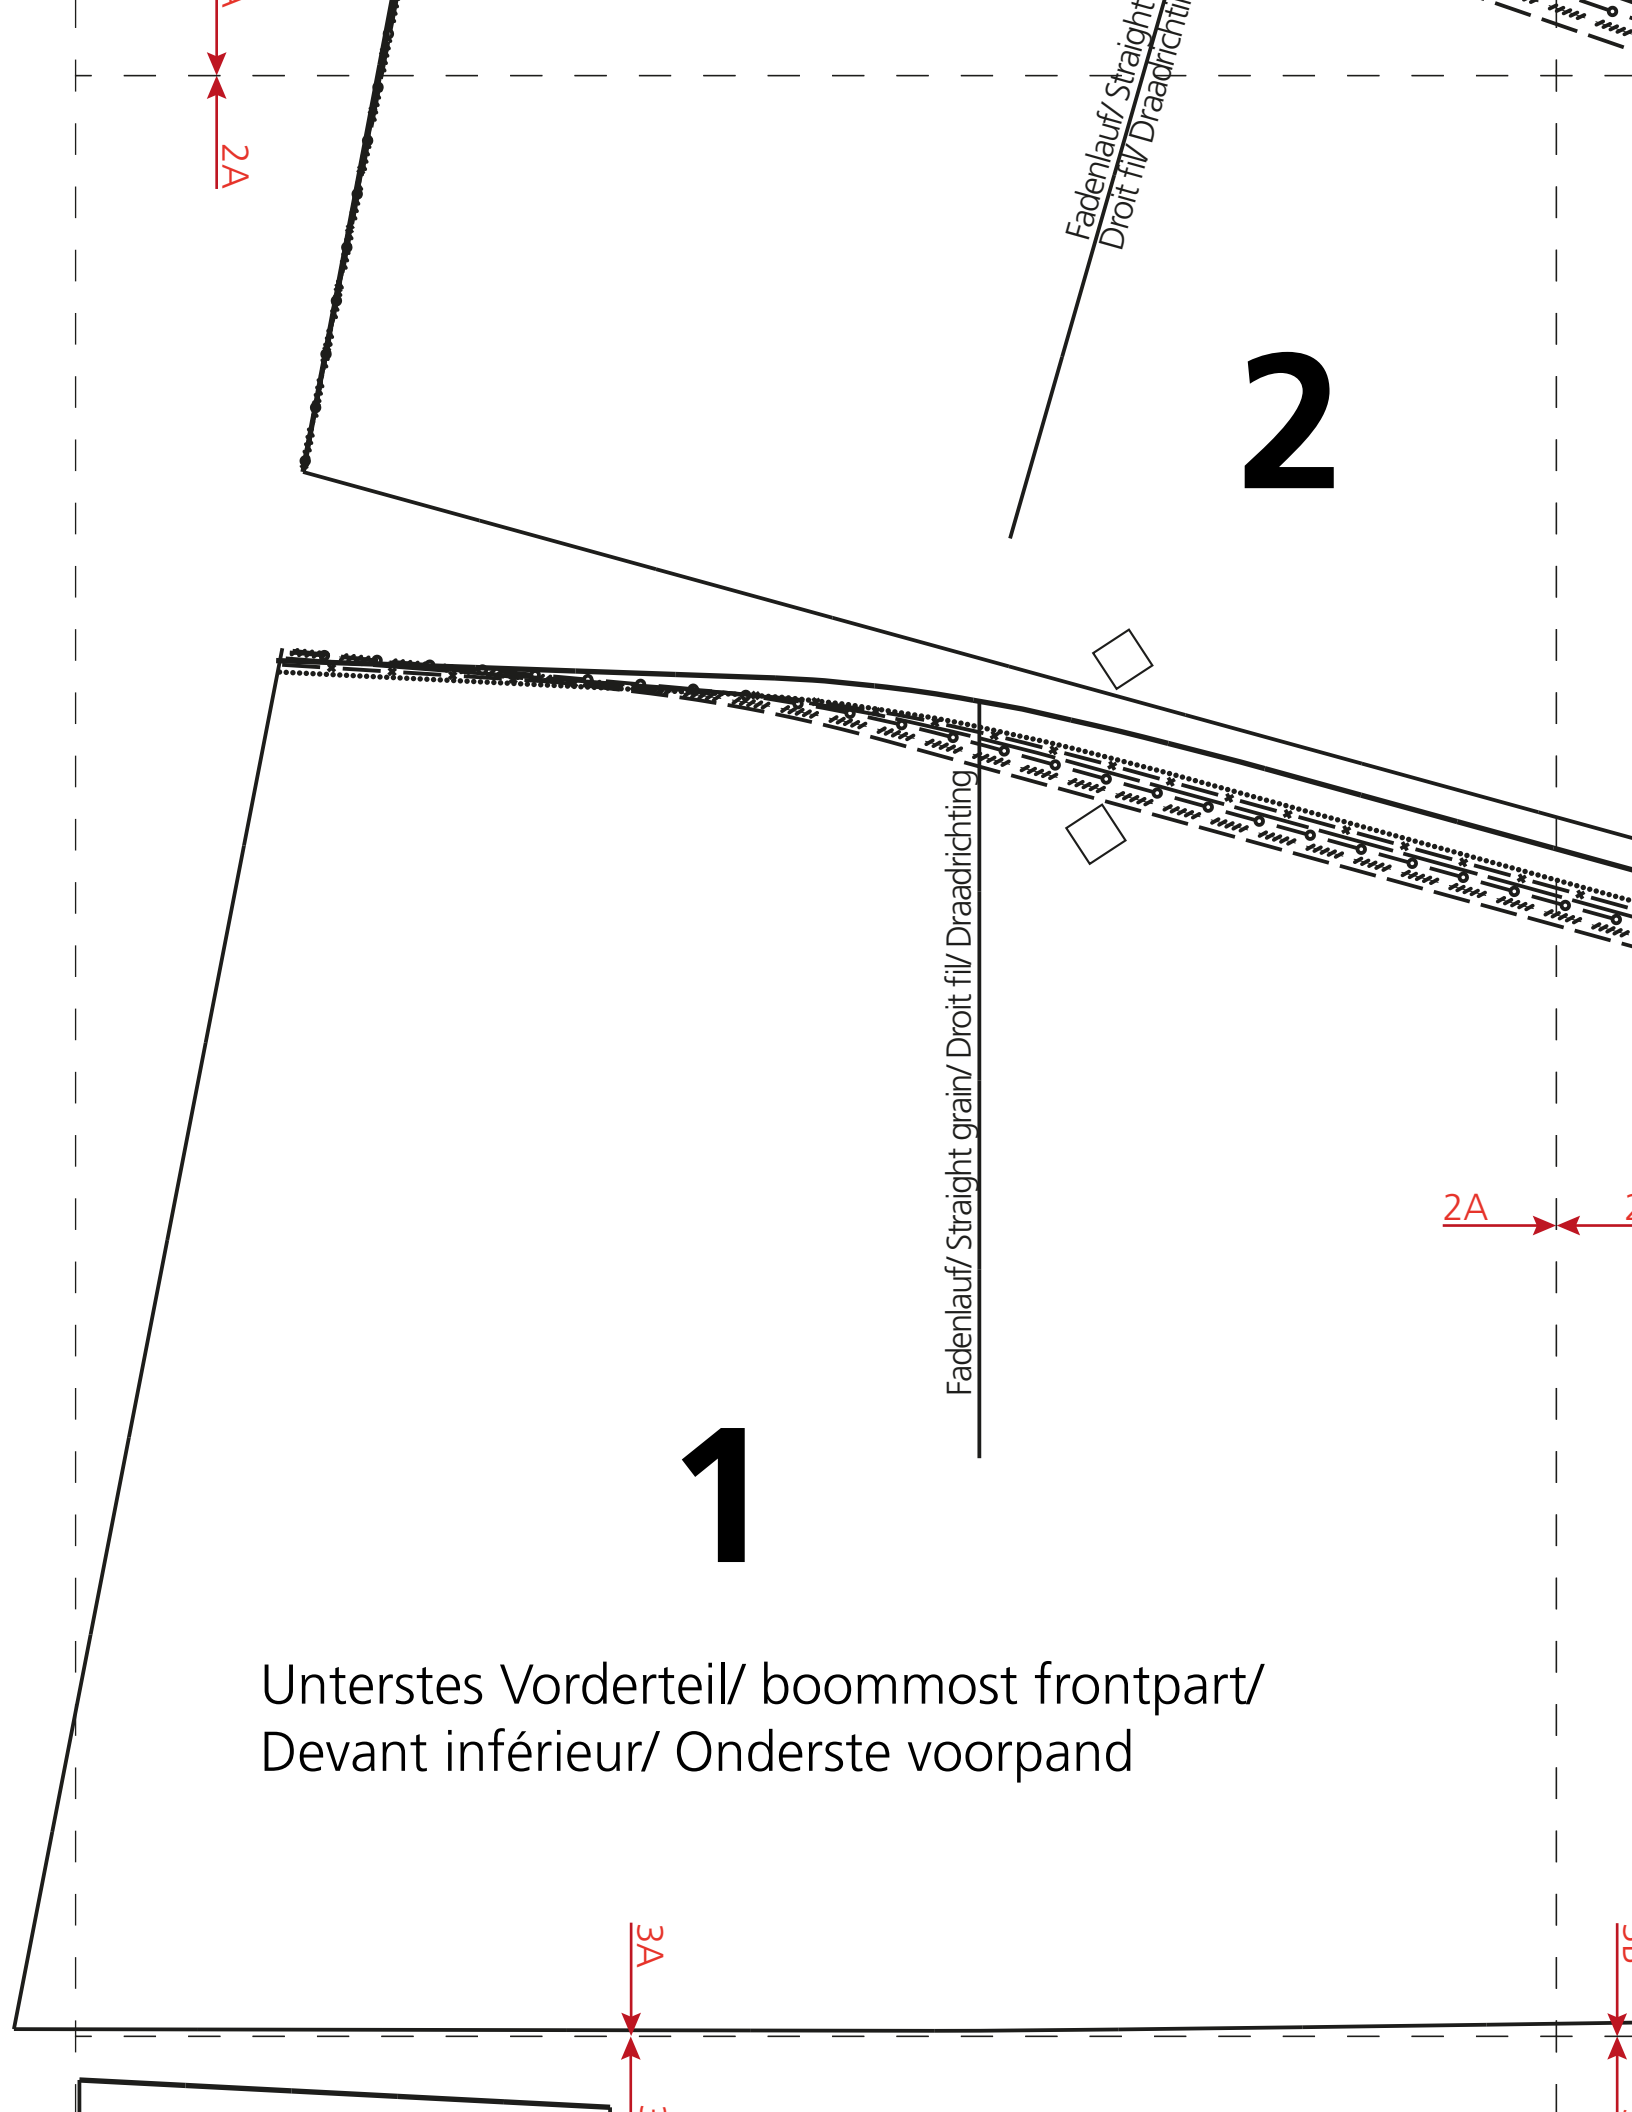 2A
Fadenlauf/ Straight
Droit fil/
2
Fadenlauf/ Straight grain/ Droit fil/ Draadrichting
2A
1
Unterstes Vorderteil/ boommost frontpart/
Devant inférieur/ Onderste voorpand
3A